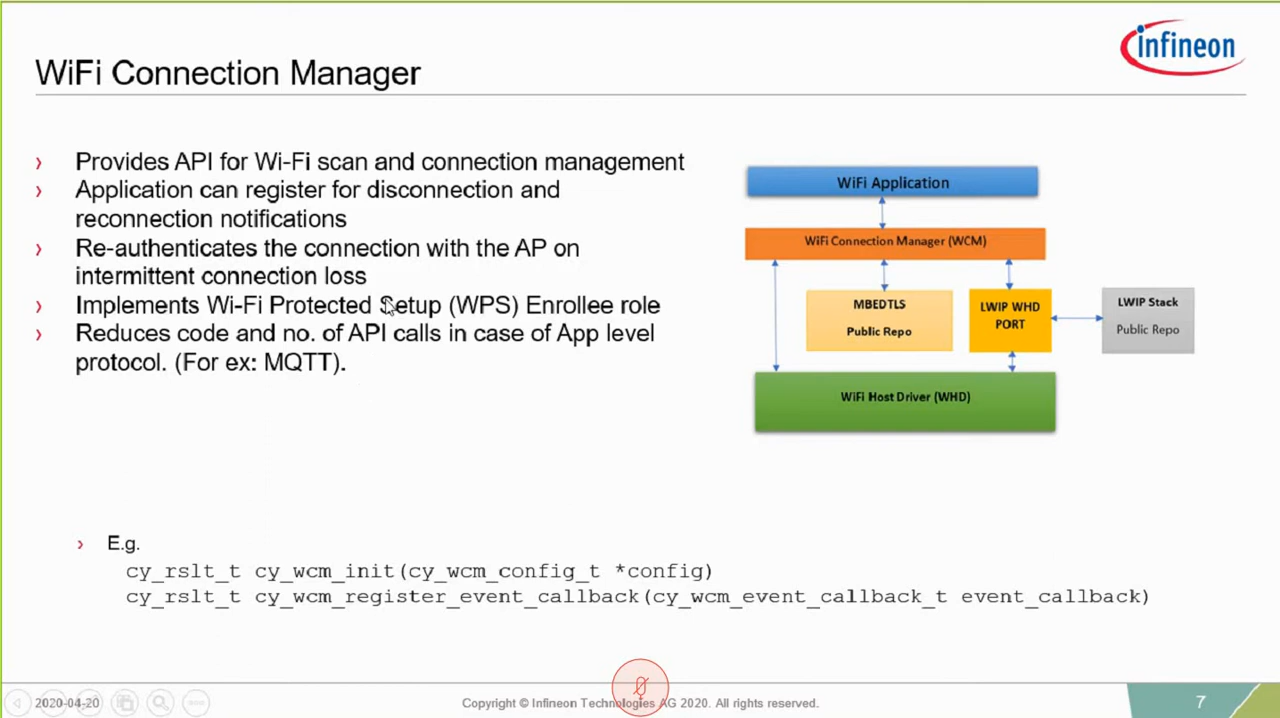 infineon
WiFi Connection Manager
› Provides API for Wi-Fi scan and connection management
› Application can register for disconnection and
reconnection notifications
› Re-authenticates the connection with the AP on
intermittent connection loss
› Implements Wi-Fi Protected Setup (WPS) Enrollee role
› Reduces code and no. of API calls in case of App level
protocol. (For ex: MQTT).
WiFi Application
WiFi Connection Manager (WCM)
MBEDTLS
Public Repo
LWIP WHD
PORT
LWIP Stack
Public Repo
WiFi Host Driver (WHD)
› E.g.
cy_rslt_t cy_wcm_init(cy_wcm_config_t *config)
cy_rslt_t cy_wcm_register_event_callback(cy_wcm_event_callback_t event_callback)
2020-04-20
Copyright © Infineon Technologies AG 2020. All rights reserved.
7